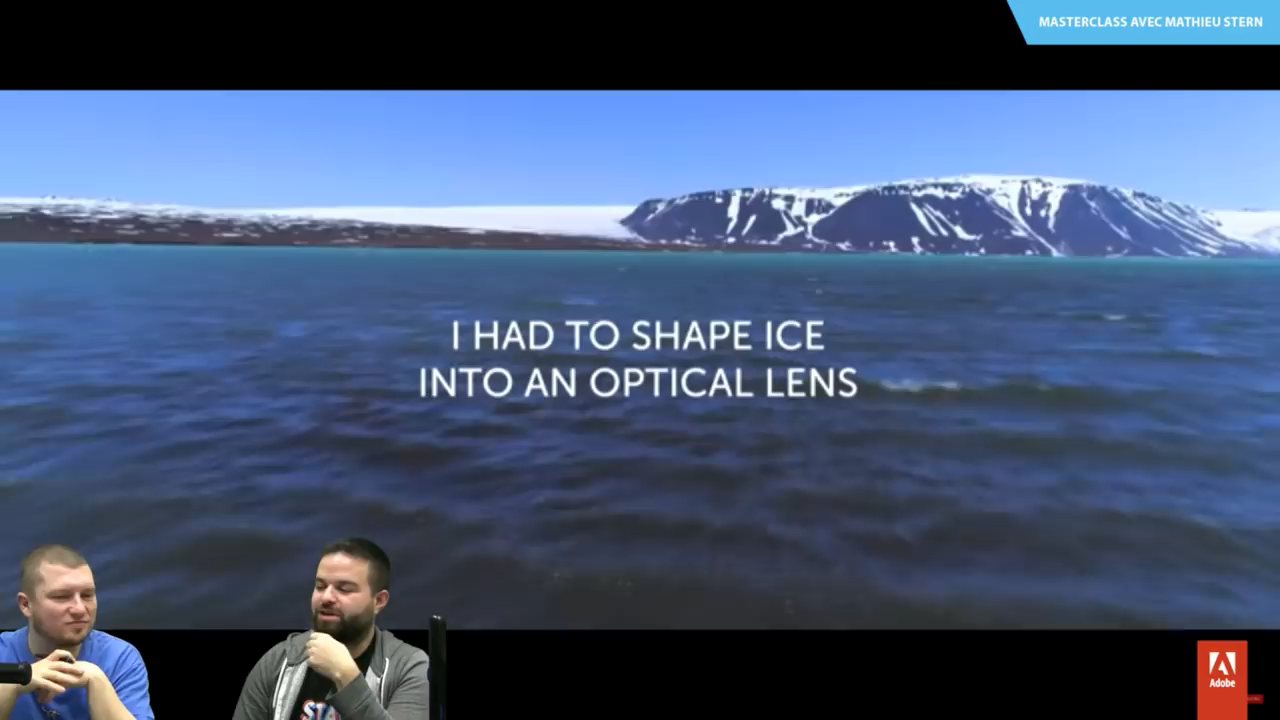 MASTERCLASS AVEC MATHIEU STERN
I HAD TO SHAPE ICE
INTO AN OPTICAL LENS
Adobe